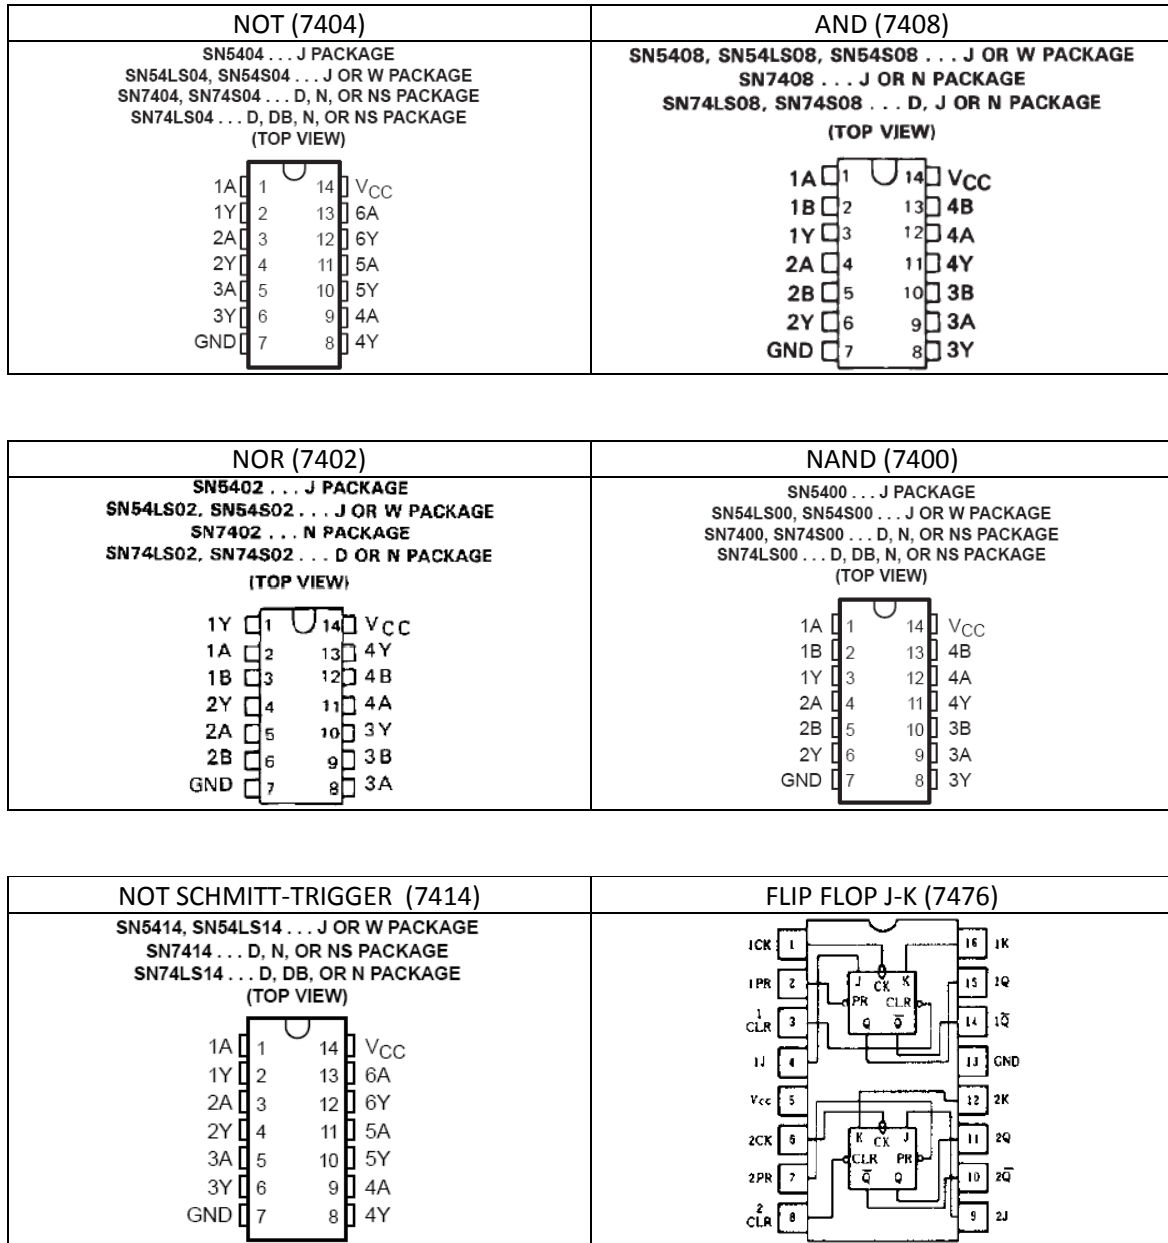 NOT (7404)
SN5404 . . . J PACKAGE
SN54LS04, SN54S04 . . . J OR W PACKAGE
SN7404, SN74S04 . . . D, N, OR NS PACKAGE
SN74LS04 . . . D, DB, N, OR NS PACKAGE
(TOP VIEW)
1A 1 14 VCC
1Y 2 13 6A
2A 3 12 6Y
2Y 4 11 5A
3A 5 10 5Y
3Y 6 9 4A
GND 7 8 4Y
AND (7408)
SN5408, SN54LS08, SN54S08 . . . J OR W PACKAGE
SN7408 . . . J OR N PACKAGE
SN74LS08, SN74S08 . . . D, J OR N PACKAGE
(TOP VIEW)
1A 1 14 VCC
1B 2 13 4B
1Y 3 12 4A
2A 4 11 4Y
2B 5 10 3B
2Y 6 9 3A
GND 7 8 3Y
NOR (7402)
SN5402 . . . J PACKAGE
SN54LS02, SN54S02 . . . J OR W PACKAGE
SN7402 . . . N PACKAGE
SN74LS02, SN74S02 . . . D OR N PACKAGE
(TOP VIEW)
1Y 1 14 VCC
1A 2 13 4Y
1B 3 12 4B
2Y 4 11 4A
2A 5 10 3Y
2B 6 9 3B
GND 7 8 3A
NAND (7400)
SN5400 . . . J PACKAGE
SN54LS00, SN54S00 . . . J OR W PACKAGE
SN7400, SN74S00 . . . D, N, OR NS PACKAGE
SN74LS00 . . . D, DB, N, OR NS PACKAGE
(TOP VIEW)
1A 1 14 VCC
1B 2 13 4B
1Y 3 12 4A
2A 4 11 4Y
2B 5 10 3B
2Y 6 9 3A
GND 7 8 3Y
NOT SCHMITT-TRIGGER (7414)
SN5414, SN54LS14 . . . J OR W PACKAGE
SN7414 . . . D, N, OR NS PACKAGE
SN74LS14 . . . D, DB, OR N PACKAGE
(TOP VIEW)
1A 1 14 VCC
1Y 2 13 6A
2A 3 12 6Y
2Y 4 11 5A
3A 5 10 5Y
3Y 6 9 4A
GND 7 8 4Y
FLIP FLOP J-K (7476)
1CK 1 16 1K
1PR 2 J CK K 15 1Q
PR CLR
1 CLR 3 Q Q̅ 14 1Q̅
1J 4 13 GND
Vcc 5 12 2K
2CK 6 K CK J 11 2Q
CLR PR
2PR 7 Q̅ Q 10 2Q̅
2 CLR 8 9 2J